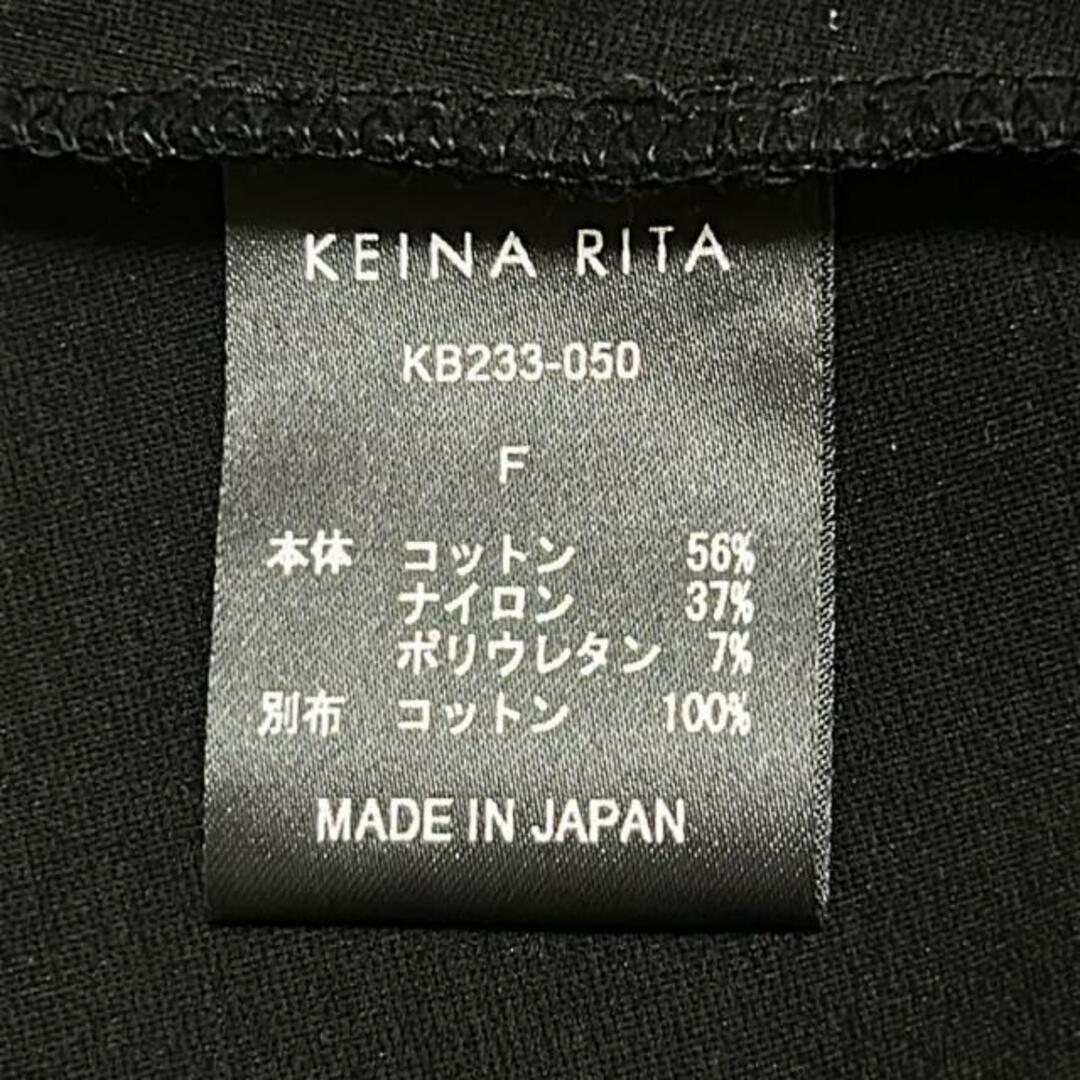 KEINA RITA
KB233-050
F
本体 コットン 56%
ナイロン 37%
ポリウレタン 7%
別布 コットン 100%
MADE IN JAPAN